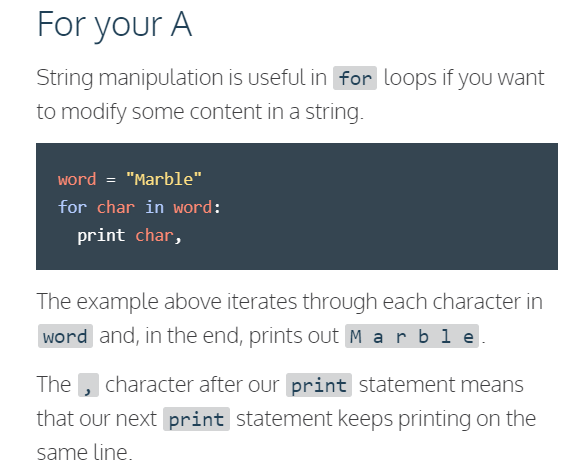 For your A
String manipulation is useful in for loops if you want
to modify some content in a string.
word = "Marble"
for char in word:
  print char,
The example above iterates through each character in
word and, in the end, prints out M a r b l e.
The , character after our print statement means
that our next print statement keeps printing on the
same line.